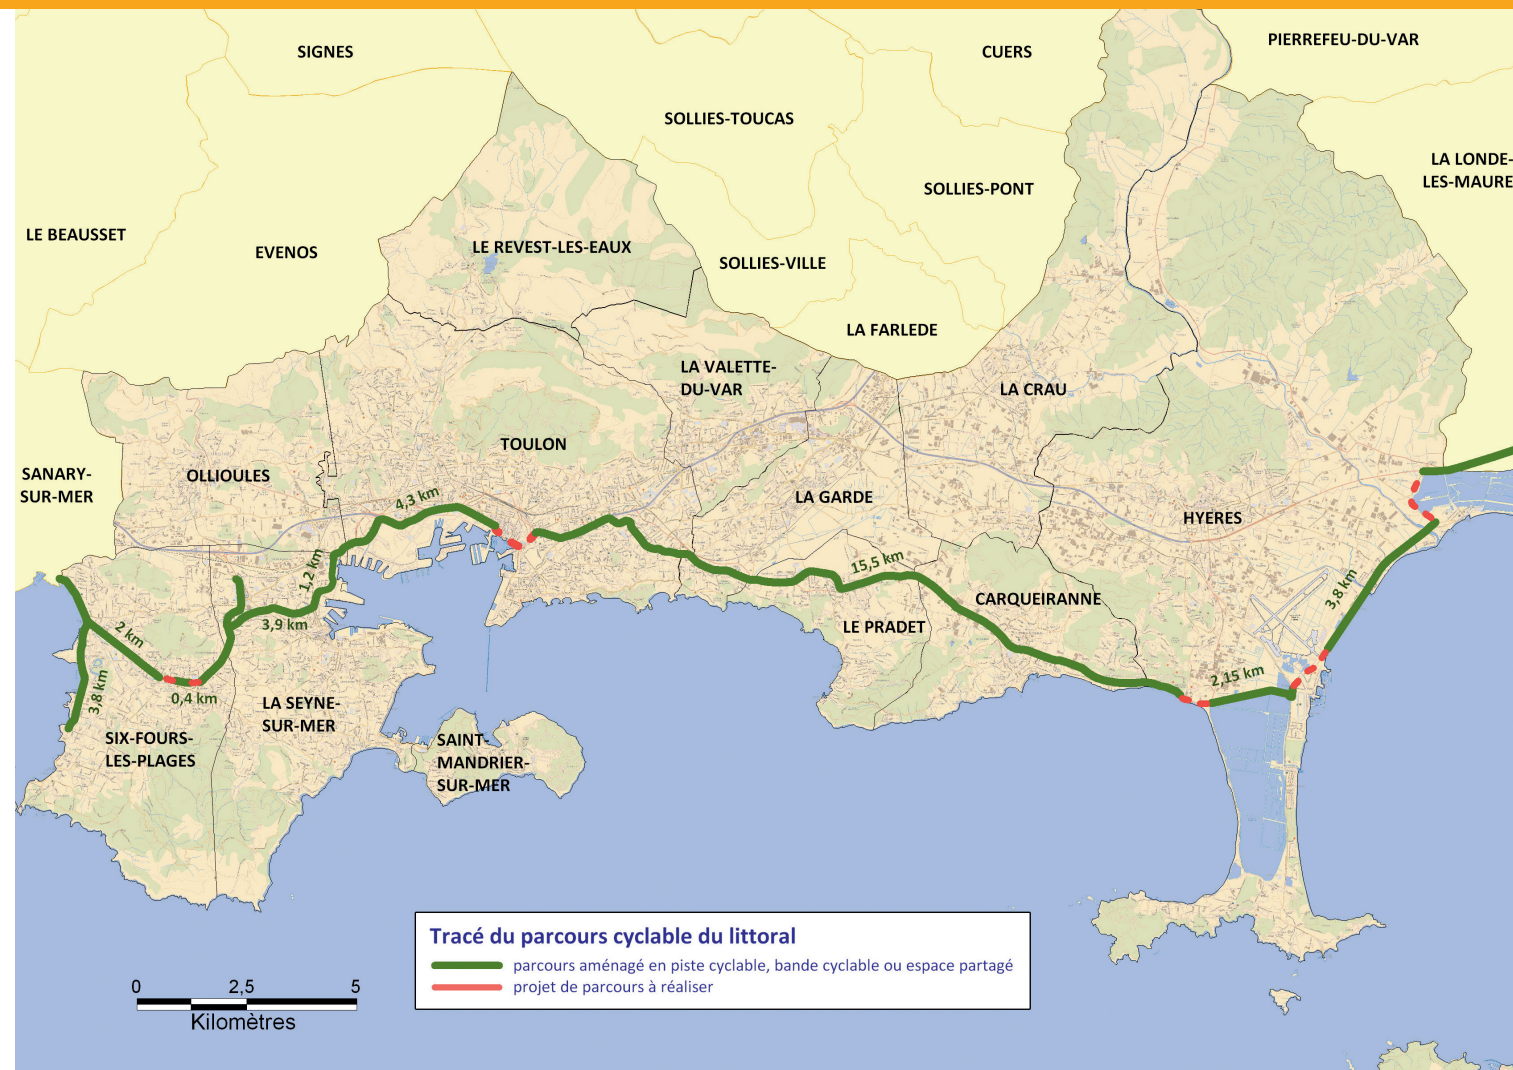 SIGNES
CUERS
PIERREFEU-DU-VAR
SOLLIES-TOUCAS
LA LONDE-
LES-MAURE
SOLLIES-PONT
LE BEAUSSET
EVENOS
LE REVEST-LES-EAUX
SOLLIES-VILLE
LA FARLEDE
LA VALETTE-
DU-VAR
LA CRAU
TOULON
SANARY-
SUR-MER
OLLIOULES
LA GARDE
HYERES
4,3 km
15,5 km
1,2 km
3,9 km
CARQUEIRANNE
3,8 km
LE PRADET
2 km
2,15 km
3,8 km
0,4 km
LA SEYNE-
SUR-MER
SIX-FOURS-
LES-PLAGES
SAINT-
MANDRIER-
SUR-MER
Tracé du parcours cyclable du littoral
parcours aménagé en piste cyclable, bande cyclable ou espace partagé
projet de parcours à réaliser
0 2,5 5
Kilomètres